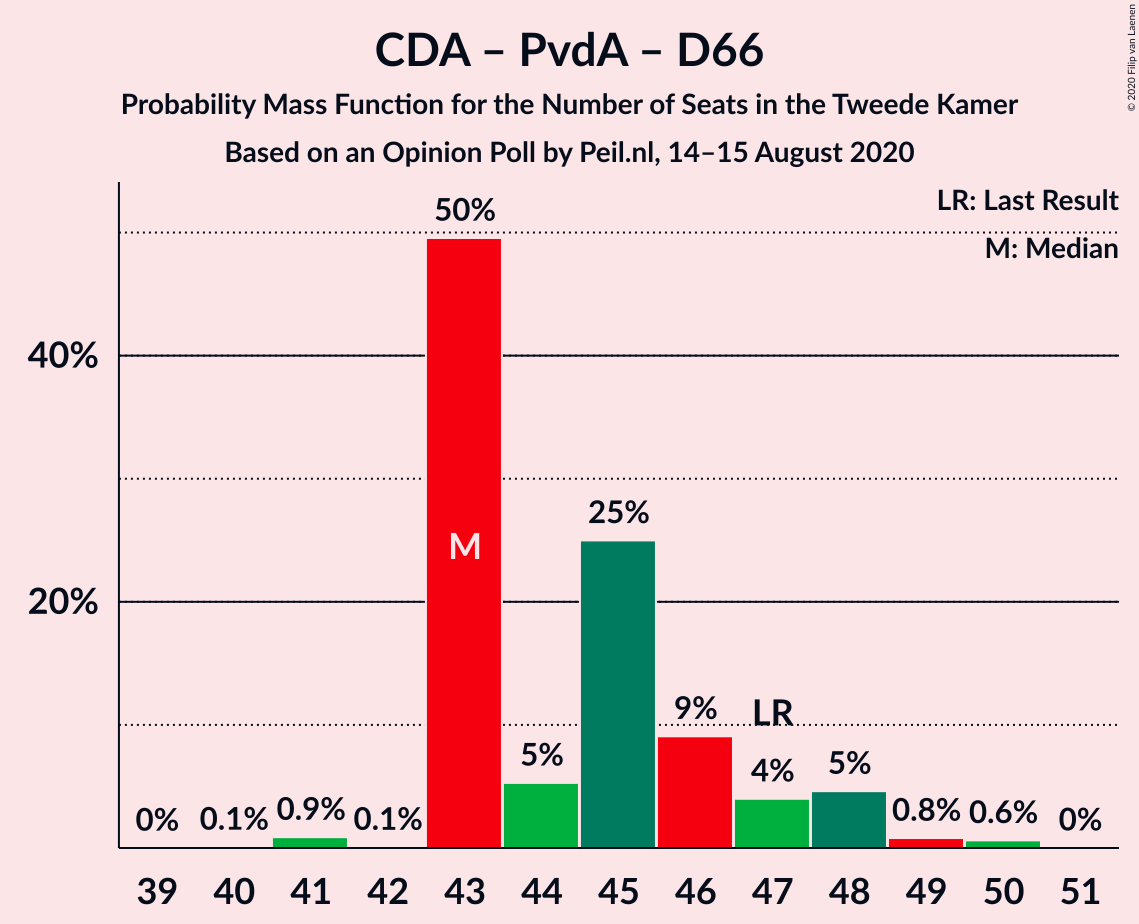 CDA – PvdA – D66
Probability Mass Function for the Number of Seats in the Tweede Kamer
Based on an Opinion Poll by Peil.nl, 14–15 August 2020
© 2020 Filip van Laenen
LR: Last Result
M: Median
40%
20%
0%
0.1%
0.9%
0.1%
50%
M
5%
25%
9%
LR
4%
5%
0.8%
0.6%
0%
39 40 41 42 43 44 45 46 47 48 49 50 51